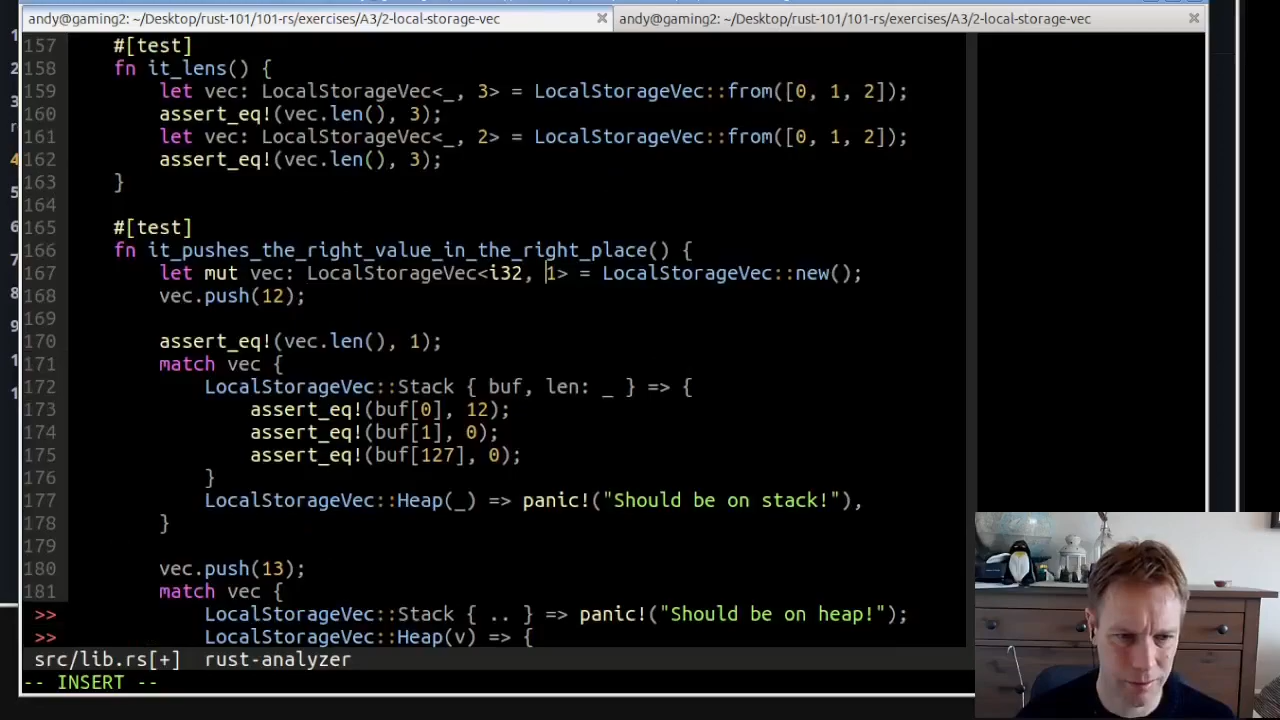 andy@gaming2: ~/Desktop/rust-101/101-rs/exercises/A3/2-local-storage-vec
andy@gaming2: ~/Desktop/rust-101/101-rs/exercises/A3/2-local-storage-vec
157 #[test]
158 fn it_lens() {
159 let vec: LocalStorageVec<_, 3> = LocalStorageVec::from([0, 1, 2]);
160 assert_eq!(vec.len(), 3);
161 let vec: LocalStorageVec<_, 2> = LocalStorageVec::from([0, 1, 2]);
162 assert_eq!(vec.len(), 3);
163 }
164
165 #[test]
166 fn it_pushes_the_right_value_in_the_right_place() {
167 let mut vec: LocalStorageVec<i32, 1> = LocalStorageVec::new();
168 vec.push(12);
169
170 assert_eq!(vec.len(), 1);
171 match vec {
172 LocalStorageVec::Stack { buf, len: _ } => {
173 assert_eq!(buf[0], 12);
174 assert_eq!(buf[1], 0);
175 assert_eq!(buf[127], 0);
176 }
177 LocalStorageVec::Heap(_) => panic!("Should be on stack!"),
178 }
179
180 vec.push(13);
181 match vec {
>> LocalStorageVec::Stack { .. } => panic!("Should be on heap!");
>> LocalStorageVec::Heap(v) => {
src/lib.rs[+] rust-analyzer
-- INSERT --